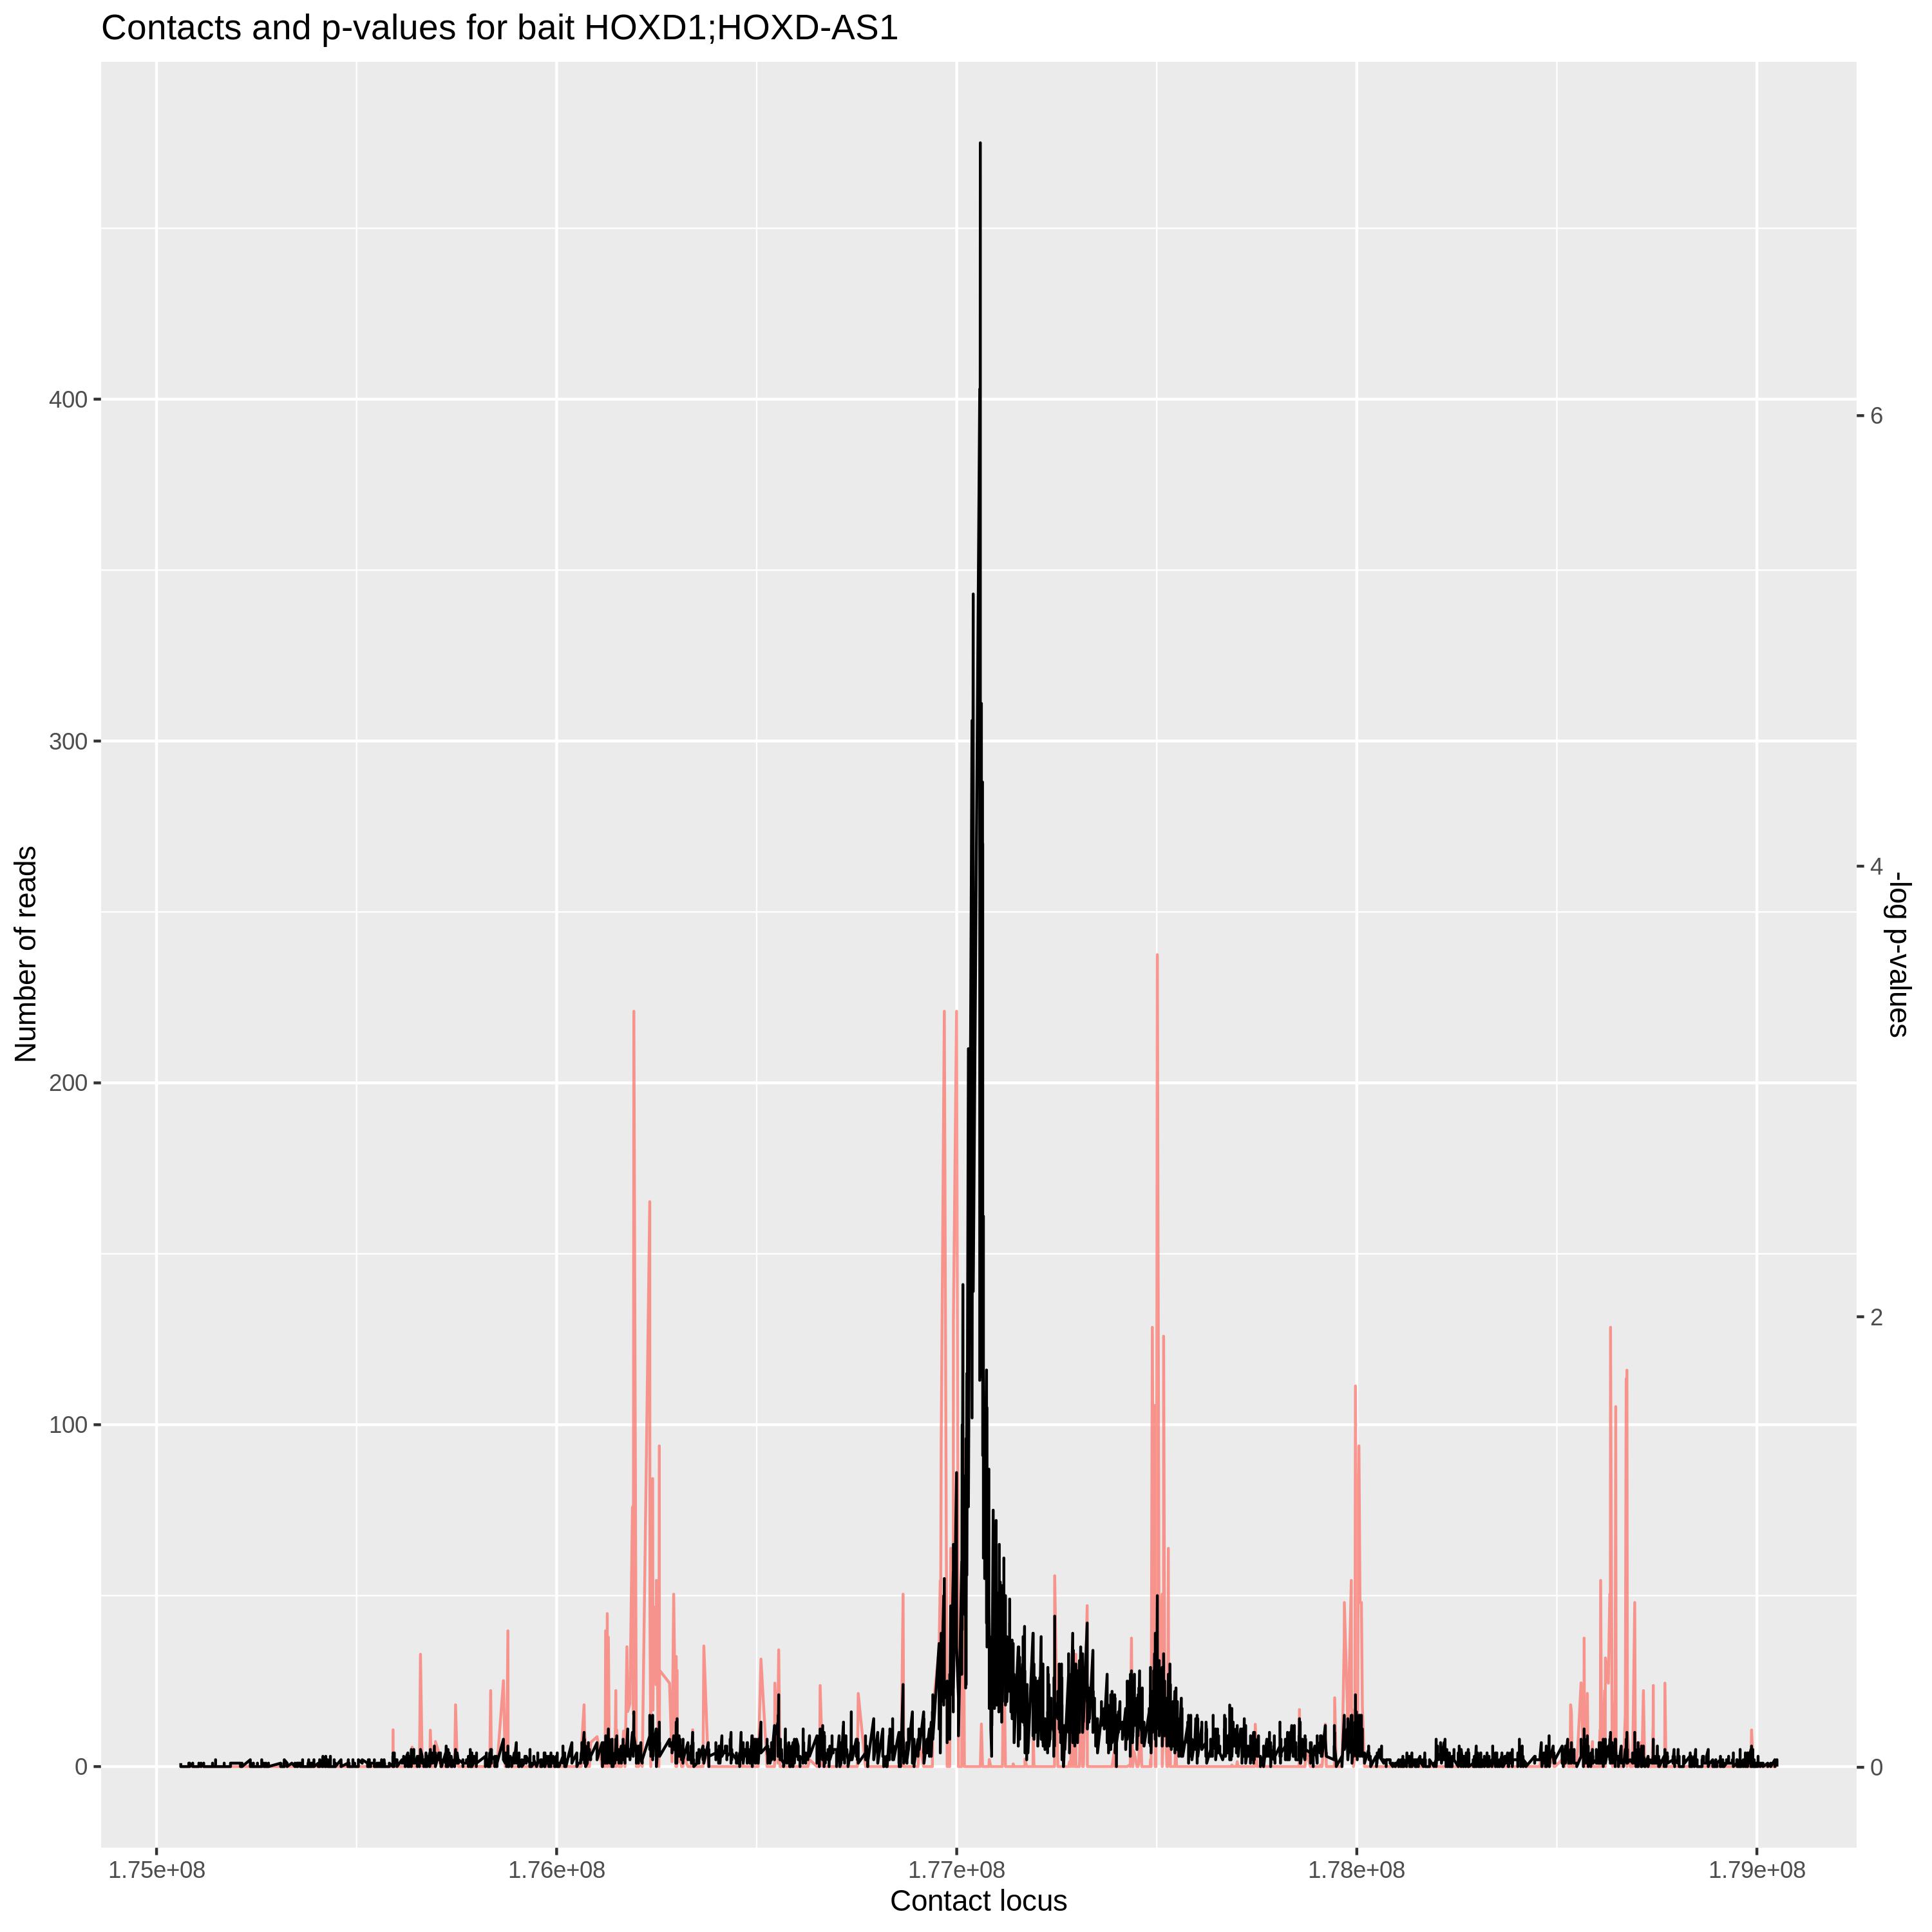 Contacts and p-values for bait HOXD1;HOXD-AS1
400
300
200
100
0
Number of reads
6
4
2
0
-log p-values
1.75e+08 1.76e+08 1.77e+08 1.78e+08 1.79e+08
Contact locus